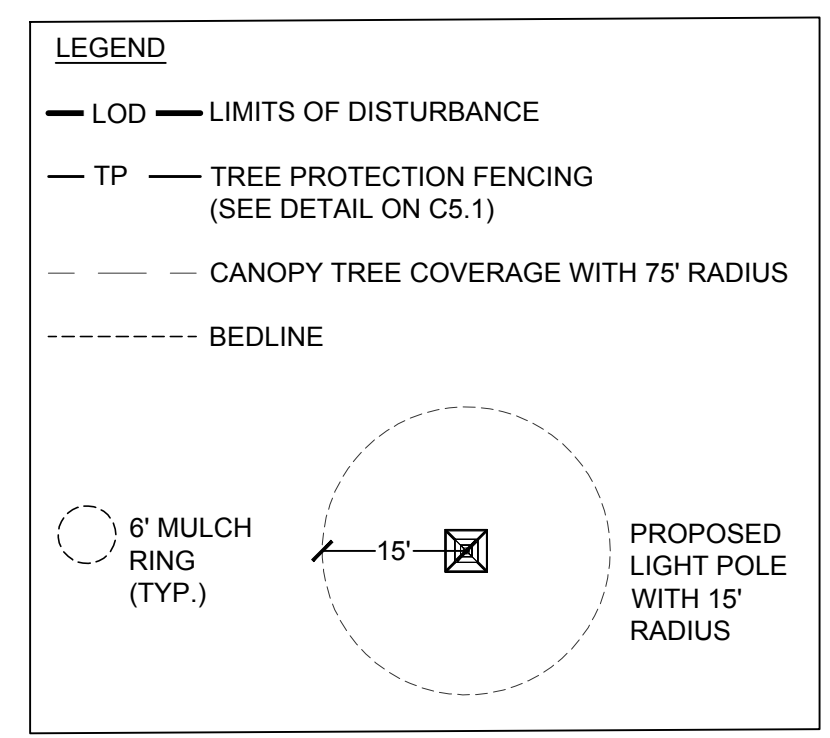 LEGEND
LOD LIMITS OF DISTURBANCE
TP TREE PROTECTION FENCING
(SEE DETAIL ON C5.1)
CANOPY TREE COVERAGE WITH 75' RADIUS
BEDLINE
6' MULCH
RING
(TYP.)
15'
PROPOSED
LIGHT POLE
WITH 15'
RADIUS